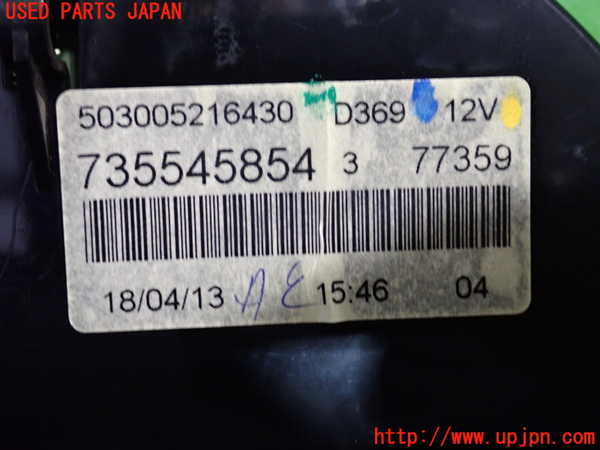 USED PARTS JAPAN
503005216430 D369 12V
735545854 3 77359
18/04/13 AE 15:46 04
http://www.upjpn.com